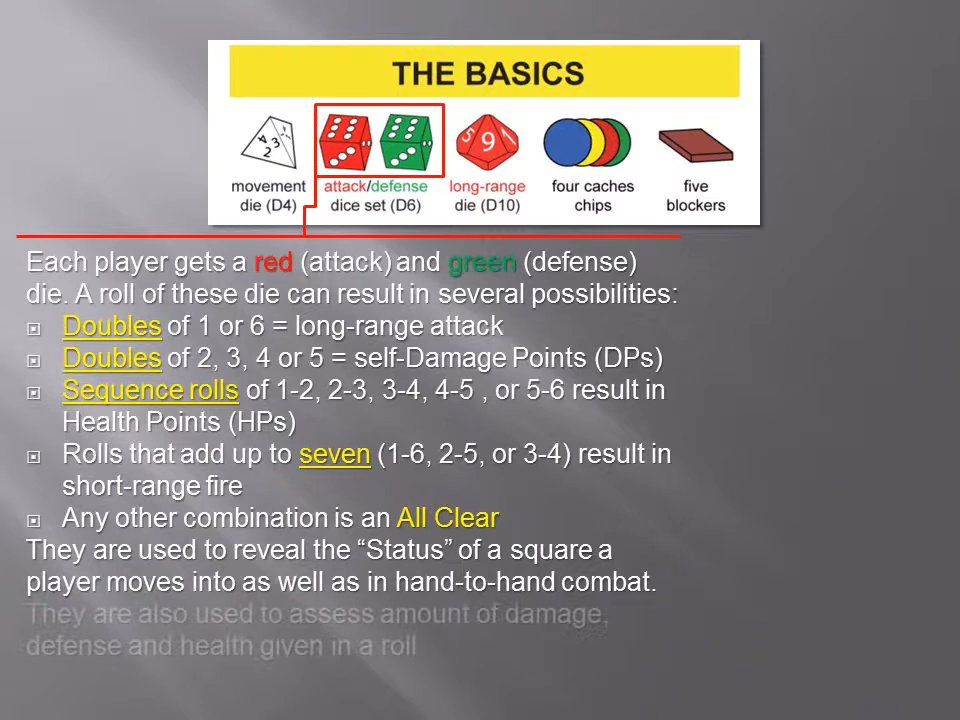 THE BASICS
4 3 2
5 9 1
movement attack/defense long-range four caches five
die (D4) dice set (D6) die (D10) chips blockers
Each player gets a red (attack) and green (defense)
die. A roll of these die can result in several possibilities:
Doubles of 1 or 6 = long-range attack
Doubles of 2, 3, 4 or 5 = self-Damage Points (DPs)
Sequence rolls of 1-2, 2-3, 3-4, 4-5 , or 5-6 result in
Health Points (HPs)
Rolls that add up to seven (1-6, 2-5, or 3-4) result in
short-range fire
Any other combination is an All Clear
They are used to reveal the “Status” of a square a
player moves into as well as in hand-to-hand combat.
They are also used to assess amount of damage,
defense and health given in a roll